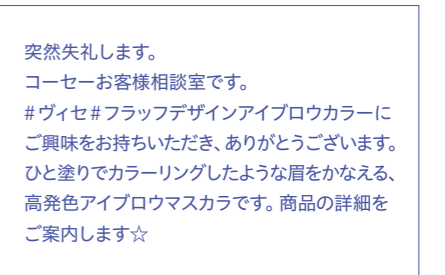 突然失礼します。
コーセーお客様相談室です。
#ヴィセ#フラッフデザインアイブロウカラーに
ご興味をお持ちいただき、ありがとうございます。
ひと塗りでカラーリングしたような眉をかなえる、
高発色アイブロウマスカラです。商品の詳細を
ご案内します☆